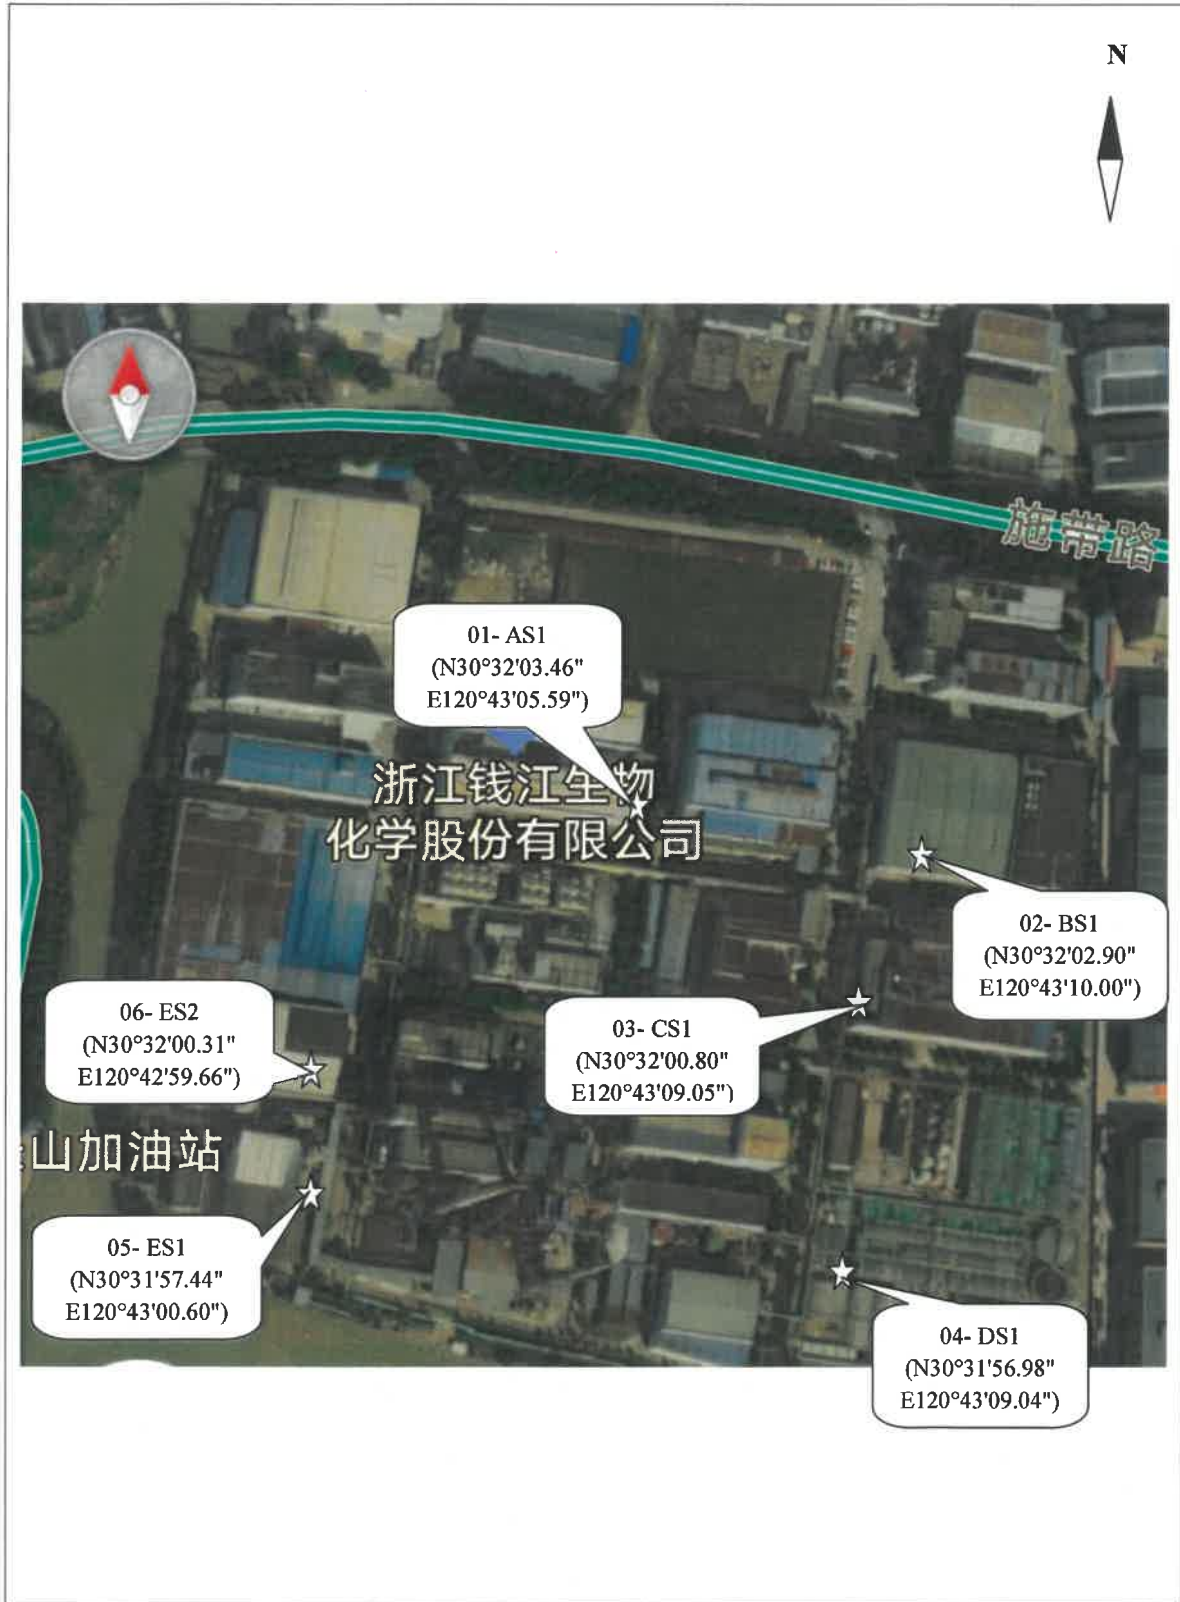 N
施带路
01- AS1
(N30°32'03.46"
E120°43'05.59")
浙江钱江生物
化学股份有限公司
02- BS1
(N30°32'02.90"
E120°43'10.00")
06- ES2
(N30°32'00.31"
E120°42'59.66")
03- CS1
(N30°32'00.80"
E120°43'09.05")
山加油站
05- ES1
(N30°31'57.44"
E120°43'00.60")
04- DS1
(N30°31'56.98"
E120°43'09.04")